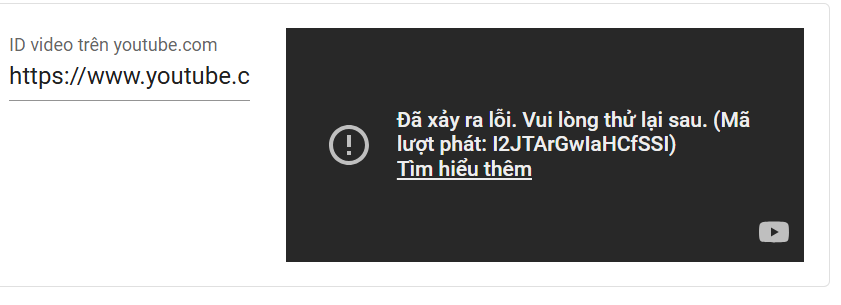 ID video trên youtube.com
https://www.youtube.c
Đã xảy ra lỗi. Vui lòng thử lại sau. (Mã
lượt phát: I2JTArGwIaHCfSSI)
Tìm hiểu thêm